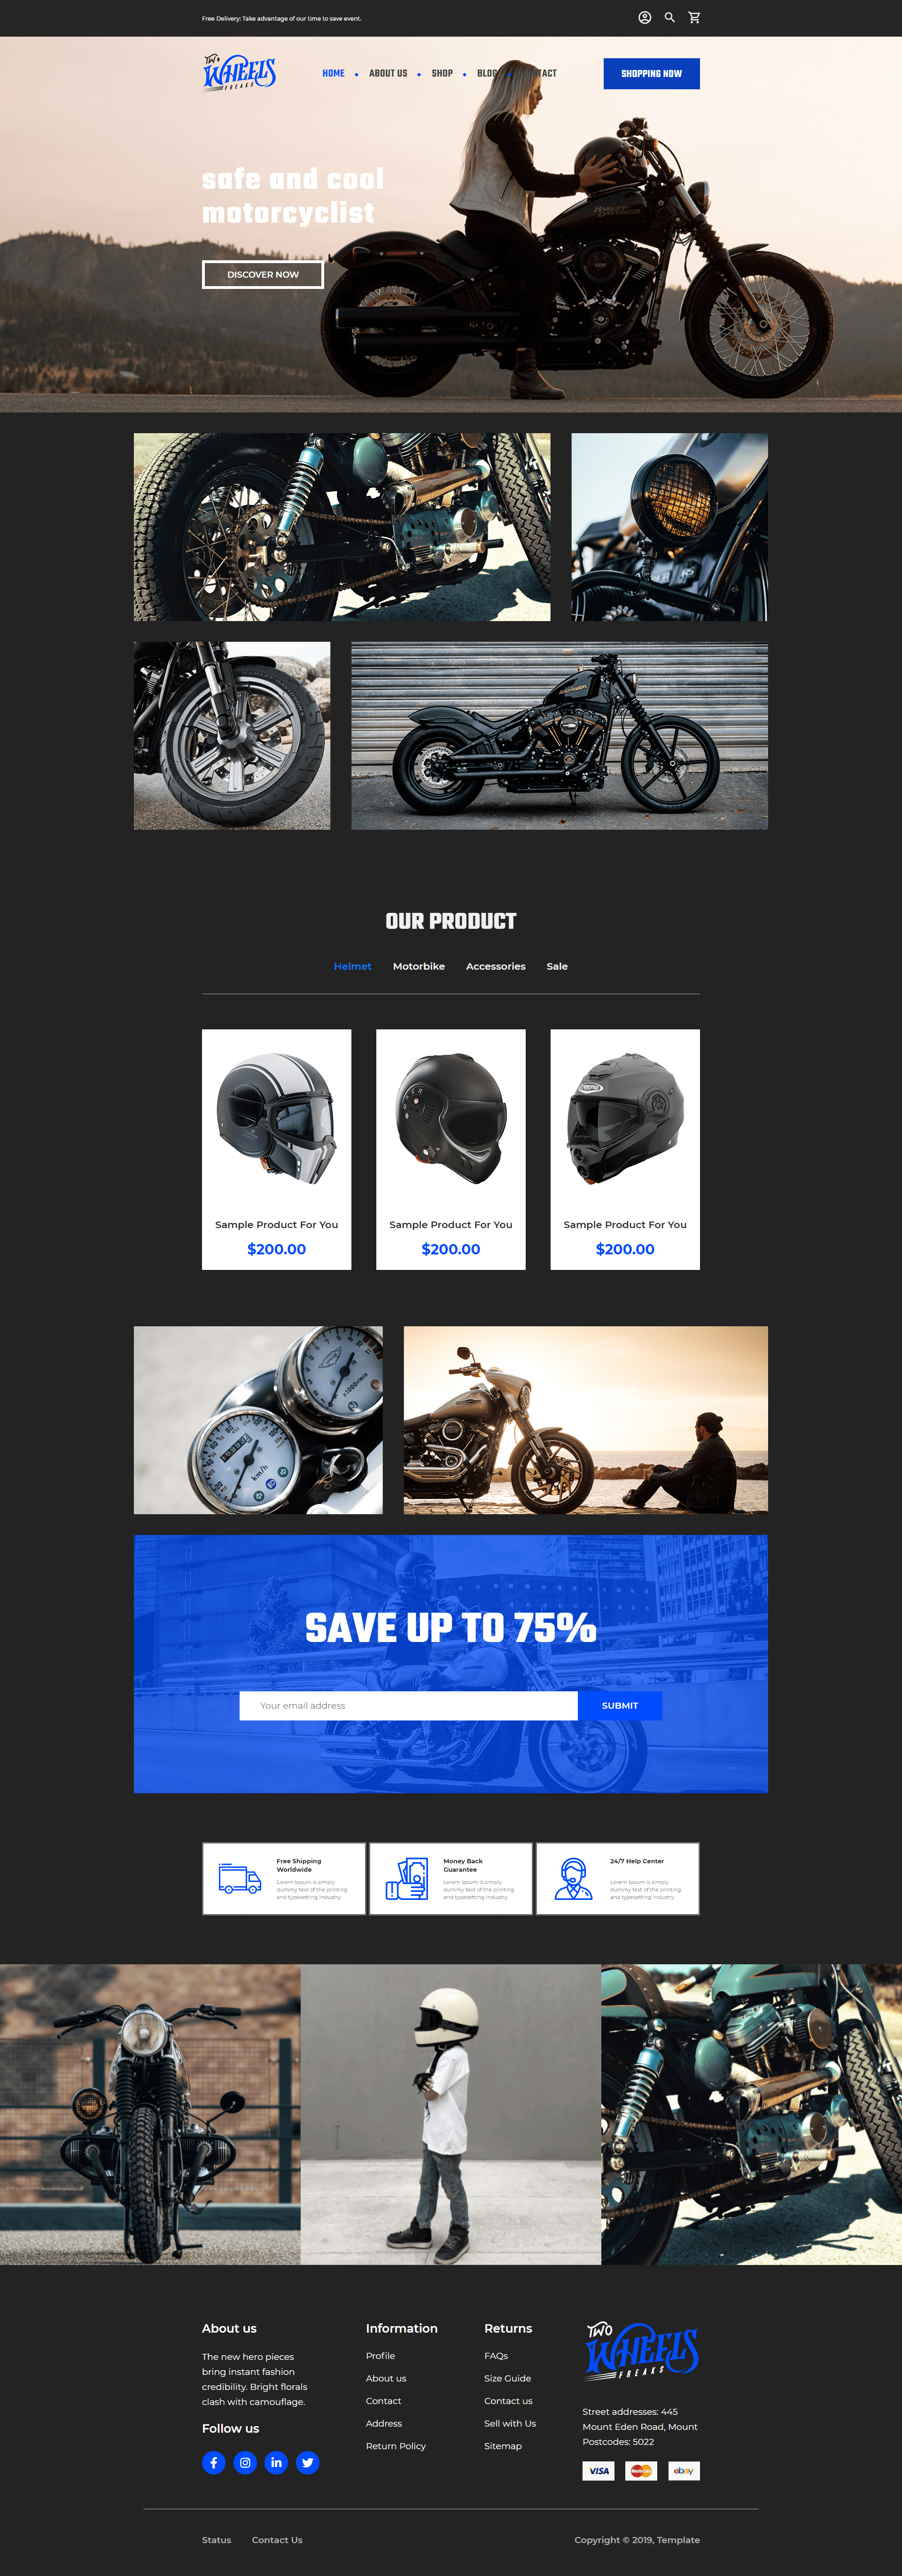 Free Delivery: Take advantage of our time to save event.
TWO
WHEELS
FREAKS
HOME
ABOUT US
SHOP
BLOG
SHOPPING NOW
safe and cool
motorcyclist
DISCOVER NOW
OUR PRODUCT
Helmet
Motorbike
Accessories
Sale
Sample Product For You
$200.00
Sample Product For You
$200.00
Sample Product For You
$200.00
x1000r/min
km/h
SAVE UP TO 75%
Your email address
SUBMIT
Free Shipping
Worldwide
Lorem Ipsum is simply
dummy text of the printing
and typesetting industry.
Money Back
Guarantee
Lorem Ipsum is simply
dummy text of the printing
and typesetting industry.
24/7 Help Center
Lorem Ipsum is simply
dummy text of the printing
and typesetting industry.
About us
The new hero pieces
bring instant fashion
credibility. Bright florals
clash with camouflage.
Follow us
Information
Profile
About us
Contact
Address
Return Policy
Returns
FAQs
Size Guide
Contact us
Sell with Us
Sitemap
TWO
WHEELS
FREAKS
Street addresses: 445
Mount Eden Road, Mount
Postcodes: 5022
VISA
MasterCard
ebay
Status
Contact Us
Copyright © 2019, Template